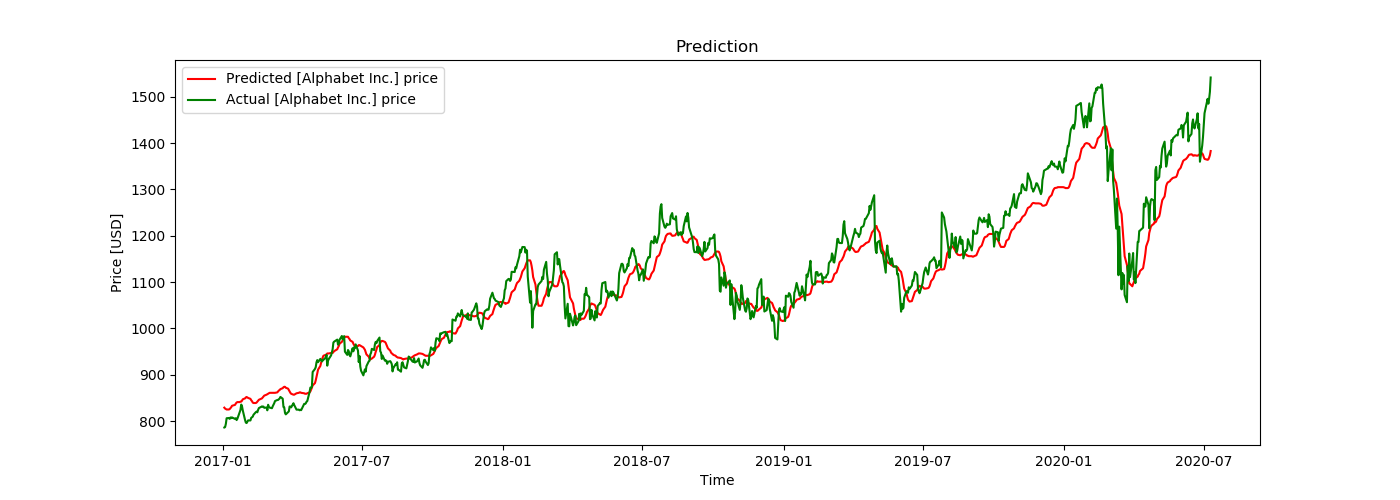 Prediction
Predicted [Alphabet Inc.] price
Actual [Alphabet Inc.] price
Price [USD]
1500
1400
1300
1200
1100
1000
900
800
2017-01 2017-07 2018-01 2018-07 2019-01 2019-07 2020-01 2020-07
Time